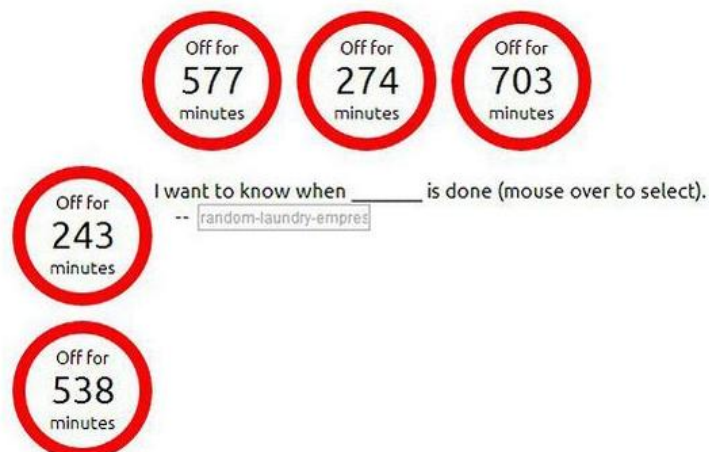 Off for
577
minutes
Off for
274
minutes
Off for
703
minutes
Off for
243
minutes
I want to know when _______ is done (mouse over to select).
-- random-laundry-empres
Off for
538
minutes